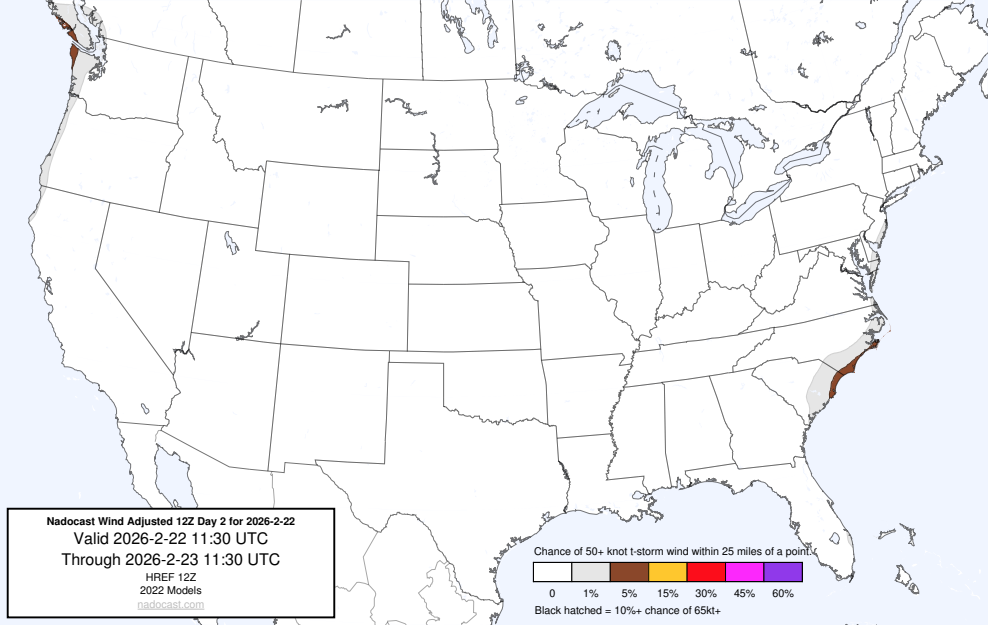 Nadocast Wind Adjusted 12Z Day 2 for 2026-2-22
Valid 2026-2-22 11:30 UTC
Through 2026-2-23 11:30 UTC
HREF 12Z
2022 Models
nadocast.com
Chance of 50+ knot t-storm wind within 25 miles of a point.
0 1% 5% 15% 30% 45% 60%
Black hatched = 10%+ chance of 65kt+